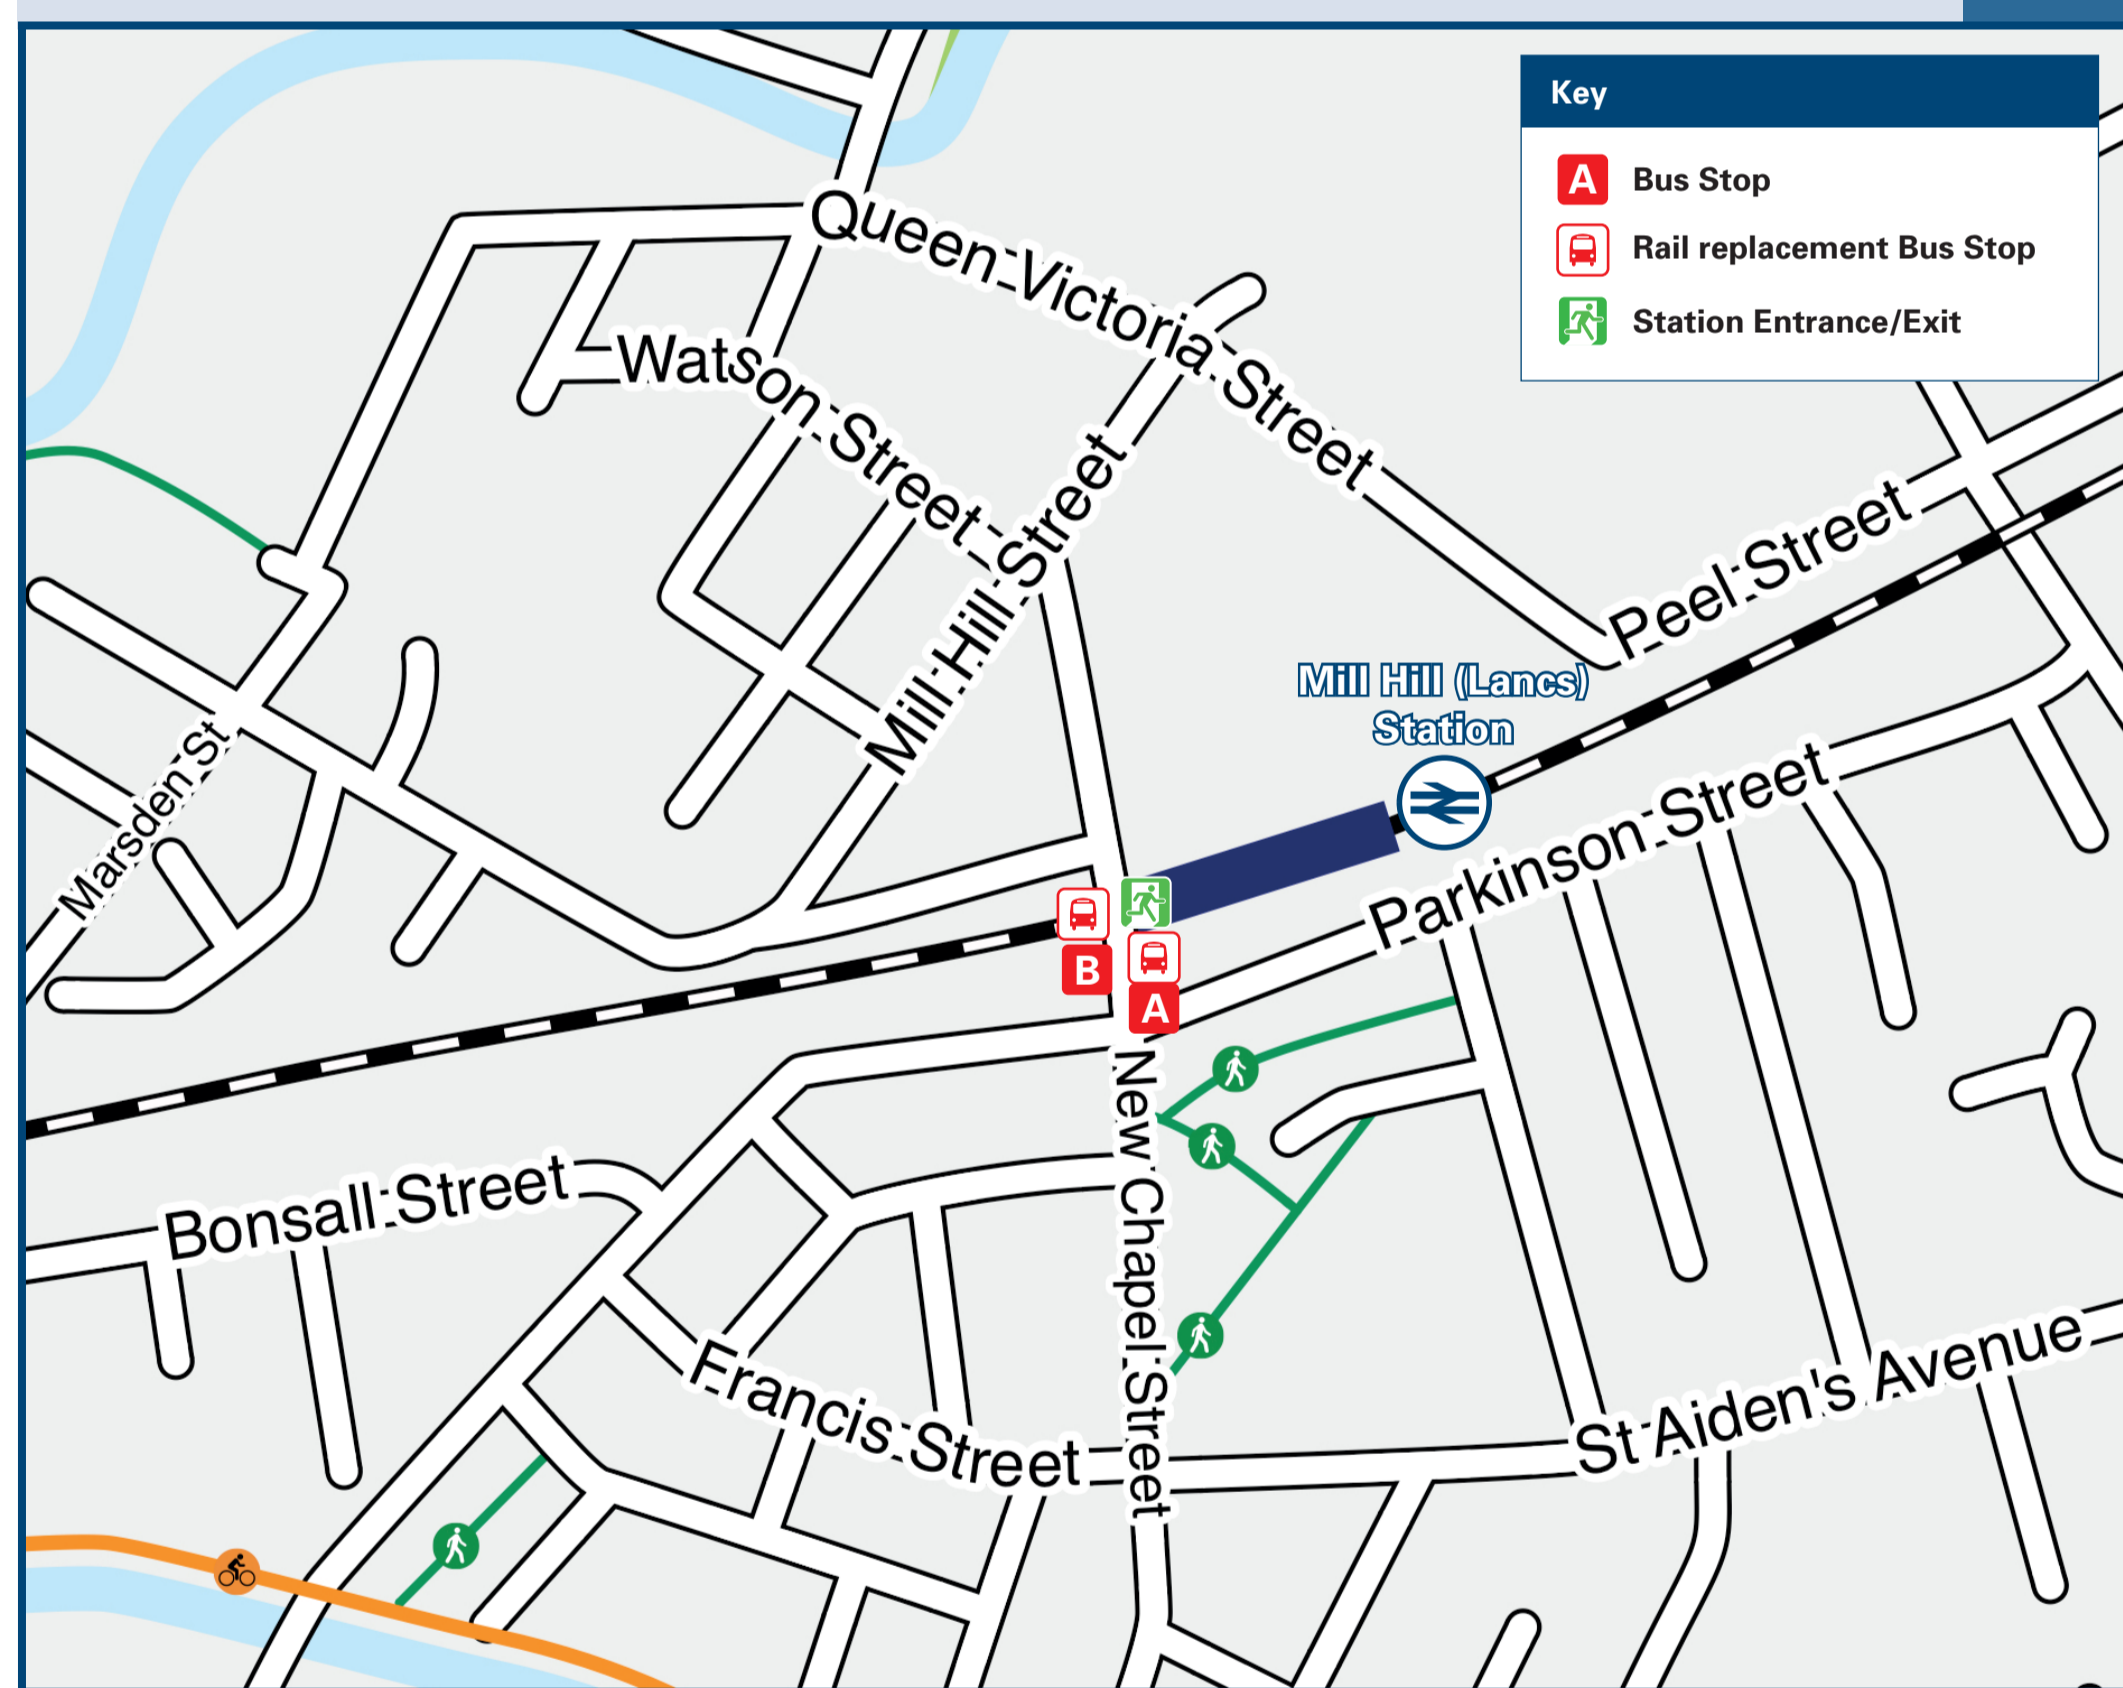 Key
A Bus Stop
Rail replacement Bus Stop
Station Entrance/Exit
Queen Victoria Street
Watson Street
Mill Hill Street
Peel Street
Mill Hill (Lancs)
Station
Marsden St
Parkinson Street
B
A
New Chapel Street
Bonsall Street
Francis Street
St Aiden's Avenue